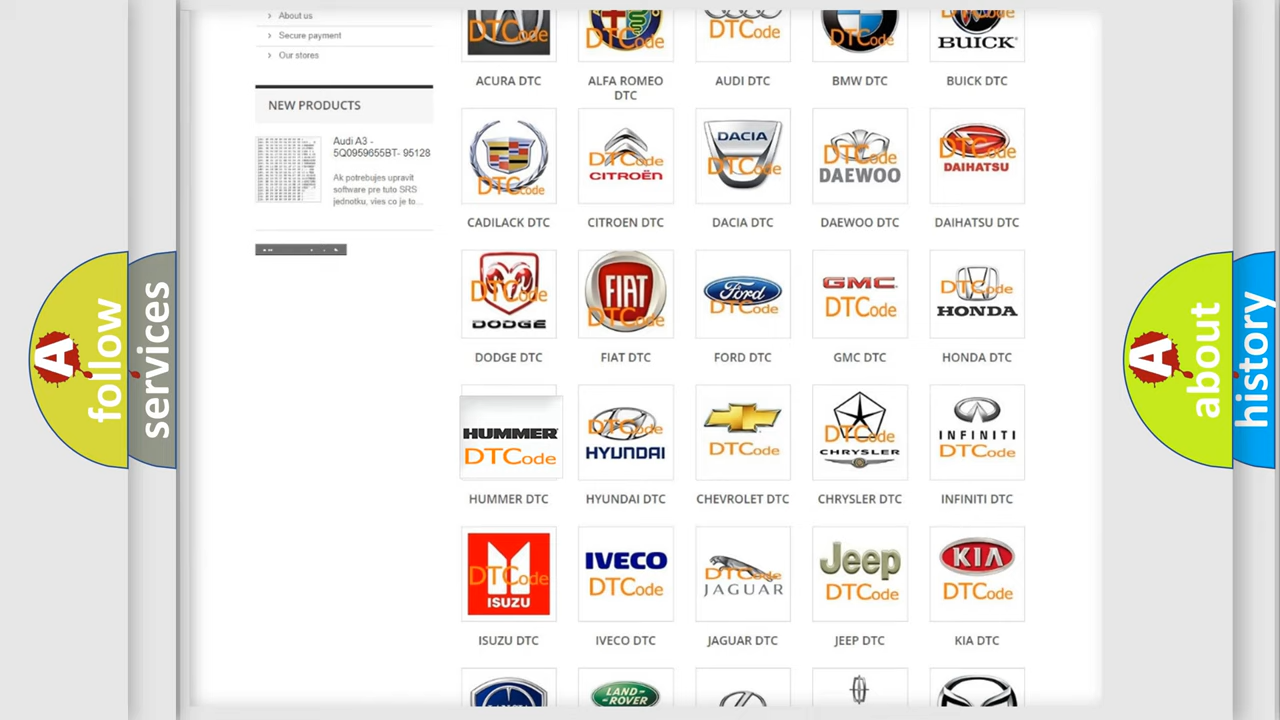 About us
Secure payment
Our stores
NEW PRODUCTS
Audi A3 -
5Q0959655BT- 95128
Ak potrebujes upravit
software pre tuto SRS
jednotku, vies co je to...
A follow
services
DTCode
DTCode
DTCode
DTCode
DTCode
BUICK
ACURA DTC
ALFA ROMEO
DTC
AUDI DTC
BMW DTC
BUICK DTC
DTCode
DTCode
CITROËN
DACIA
DTCode
DTCode
DAEWOO
DTCode
DAIHATSU
CADILACK DTC
CITROEN DTC
DACIA DTC
DAEWOO DTC
DAIHATSU DTC
DTCode
DODGE
FIAT
DTCode
Ford
DTCode
GMC
DTCode
DTCode
HONDA
DODGE DTC
FIAT DTC
FORD DTC
GMC DTC
HONDA DTC
HUMMER
DTCode
DTCode
HYUNDAI
DTCode
DTCode
CHRYSLER
INFINITI
DTCode
HUMMER DTC
HYUNDAI DTC
CHEVROLET DTC
CHRYSLER DTC
INFINITI DTC
DTCode
ISUZU
IVECO
DTCode
DTCode
JAGUAR
Jeep
DTCode
KIA
DTCode
ISUZU DTC
IVECO DTC
JAGUAR DTC
JEEP DTC
KIA DTC
LAND-
ROVER
A about
history